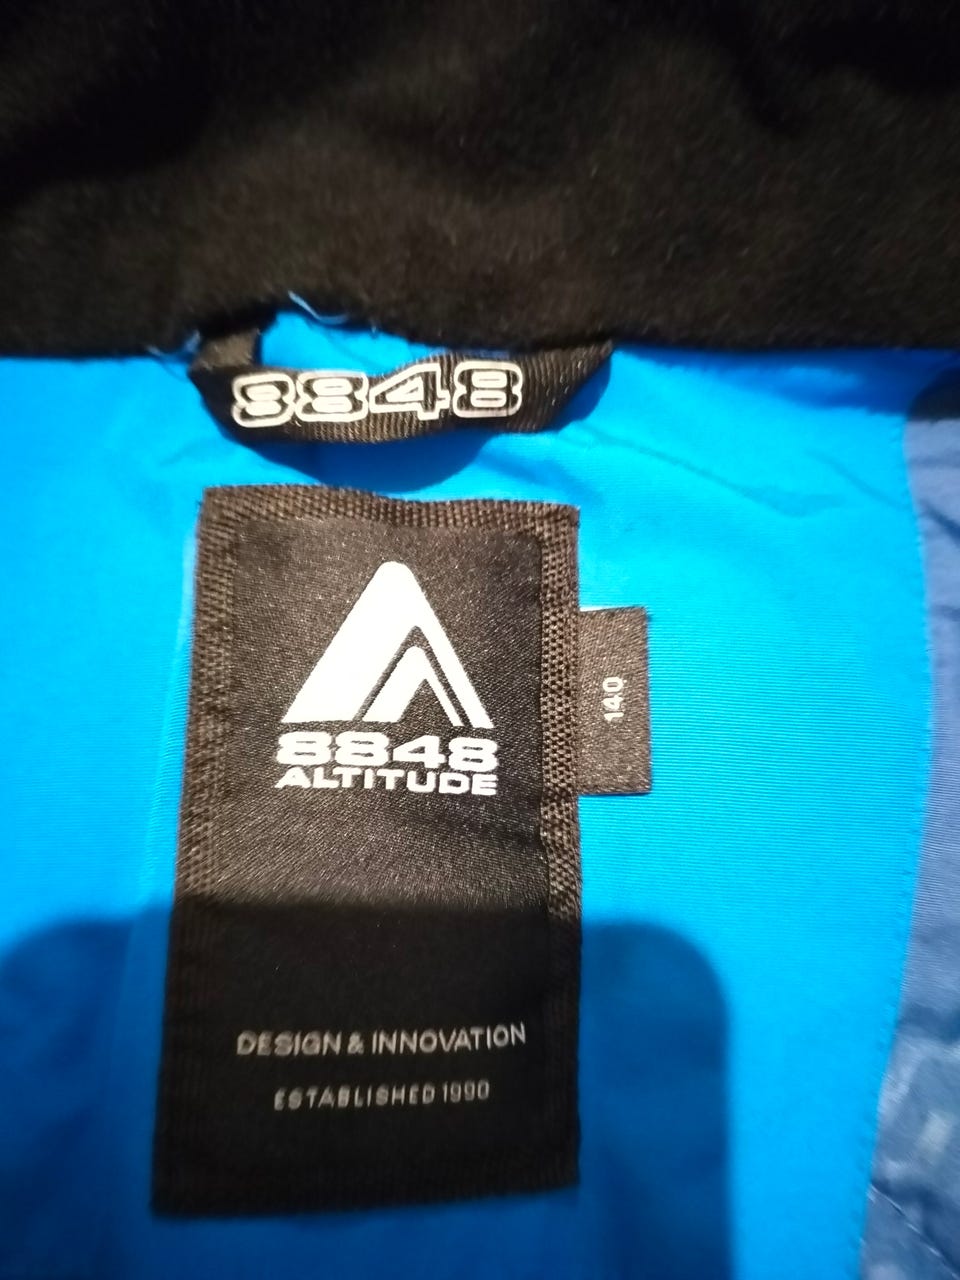 8848
8848
ALTITUDE
140
DESIGN & INNOVATION
ESTABLISHED 1990